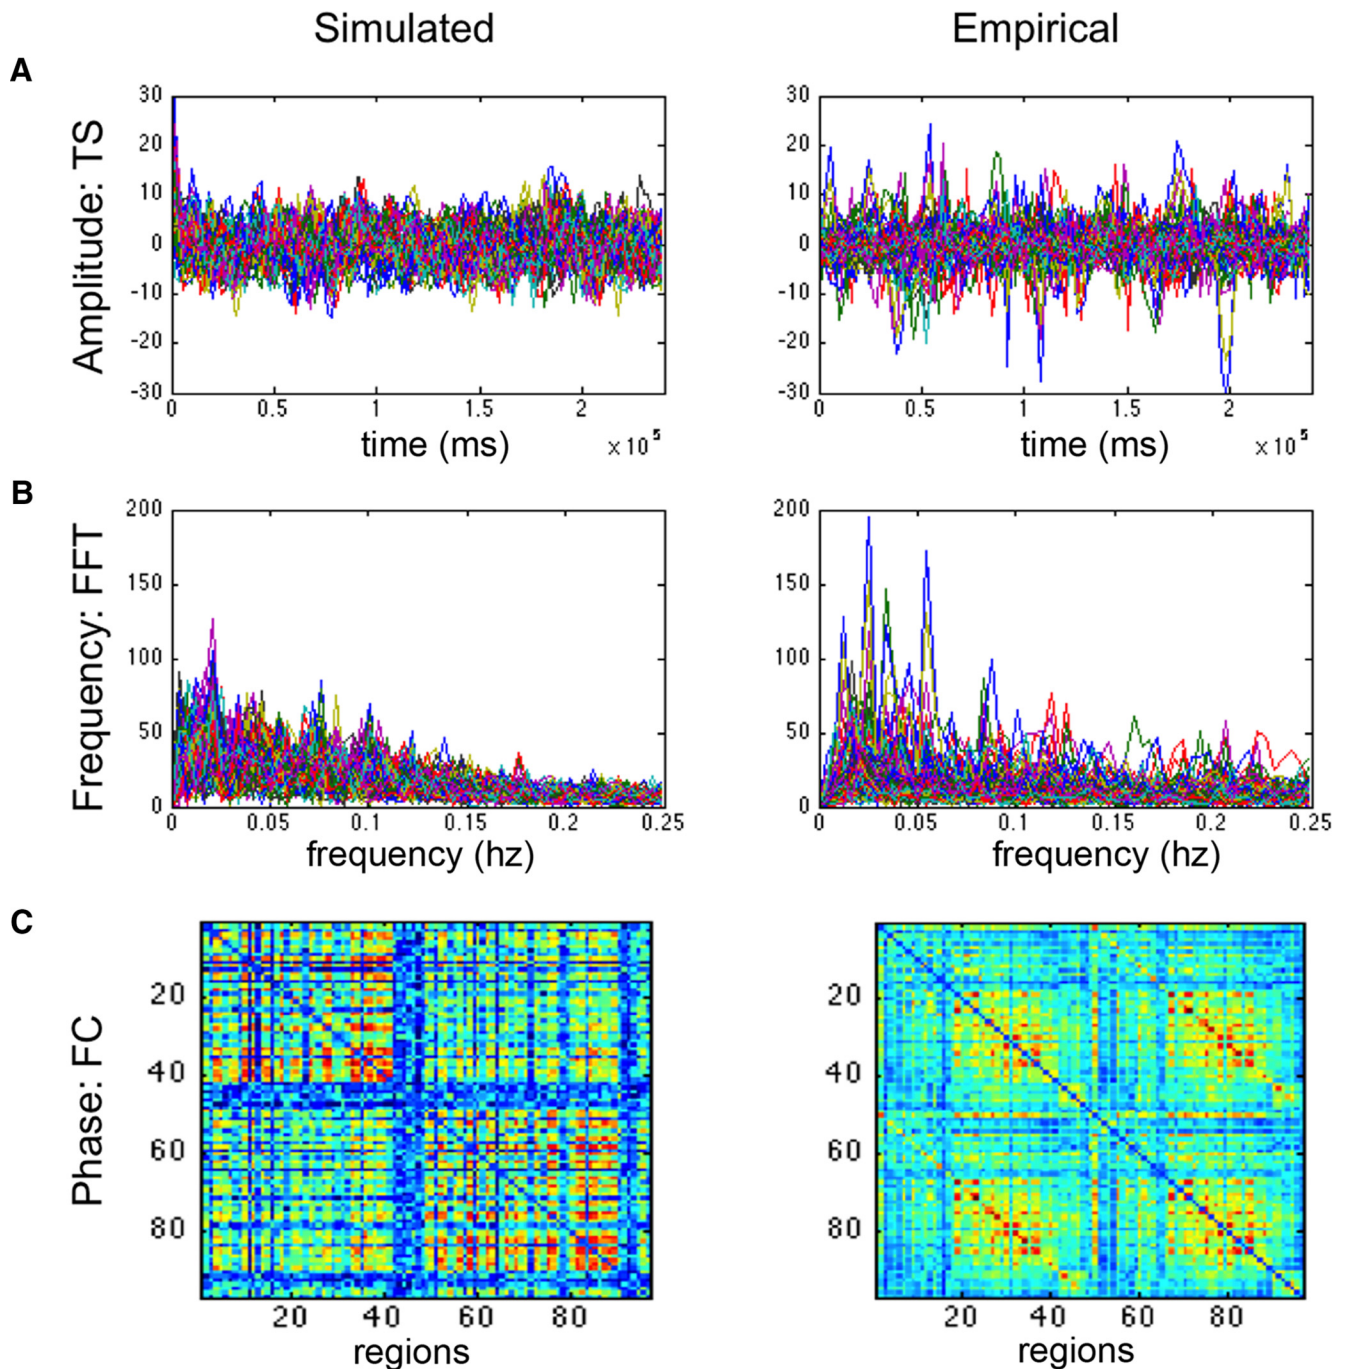 Simulated Empirical
A
Amplitude: TS
30 20 10 0 -10 -20 -30
0 0.5 1 1.5 2
time (ms) x10 5
30 20 10 0 -10 -20 -30
0 0.5 1 1.5 2
time (ms) x10 5
B
Frequency: FFT
200 150 100 50 0
0 0.05 0.1 0.15 0.2 0.25
frequency (hz)
200 150 100 50 0
0 0.05 0.1 0.15 0.2 0.25
frequency (hz)
C
Phase: FC
20 40 60 80
20 40 60 80
regions
20 40 60 80
20 40 60 80
regions